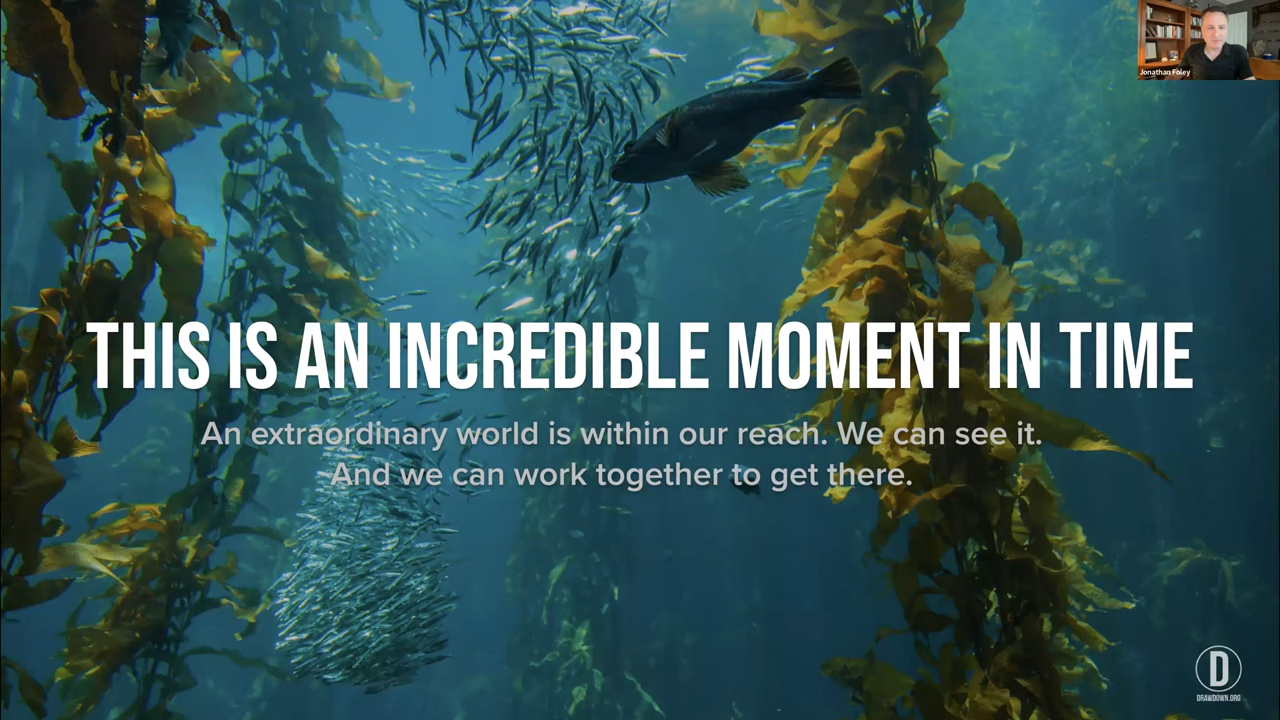 Jonathan Foley
THIS IS AN INCREDIBLE MOMENT IN TIME
An extraordinary world is within our reach. We can see it.
And we can work together to get there.
D
DRAWDOWN.ORG